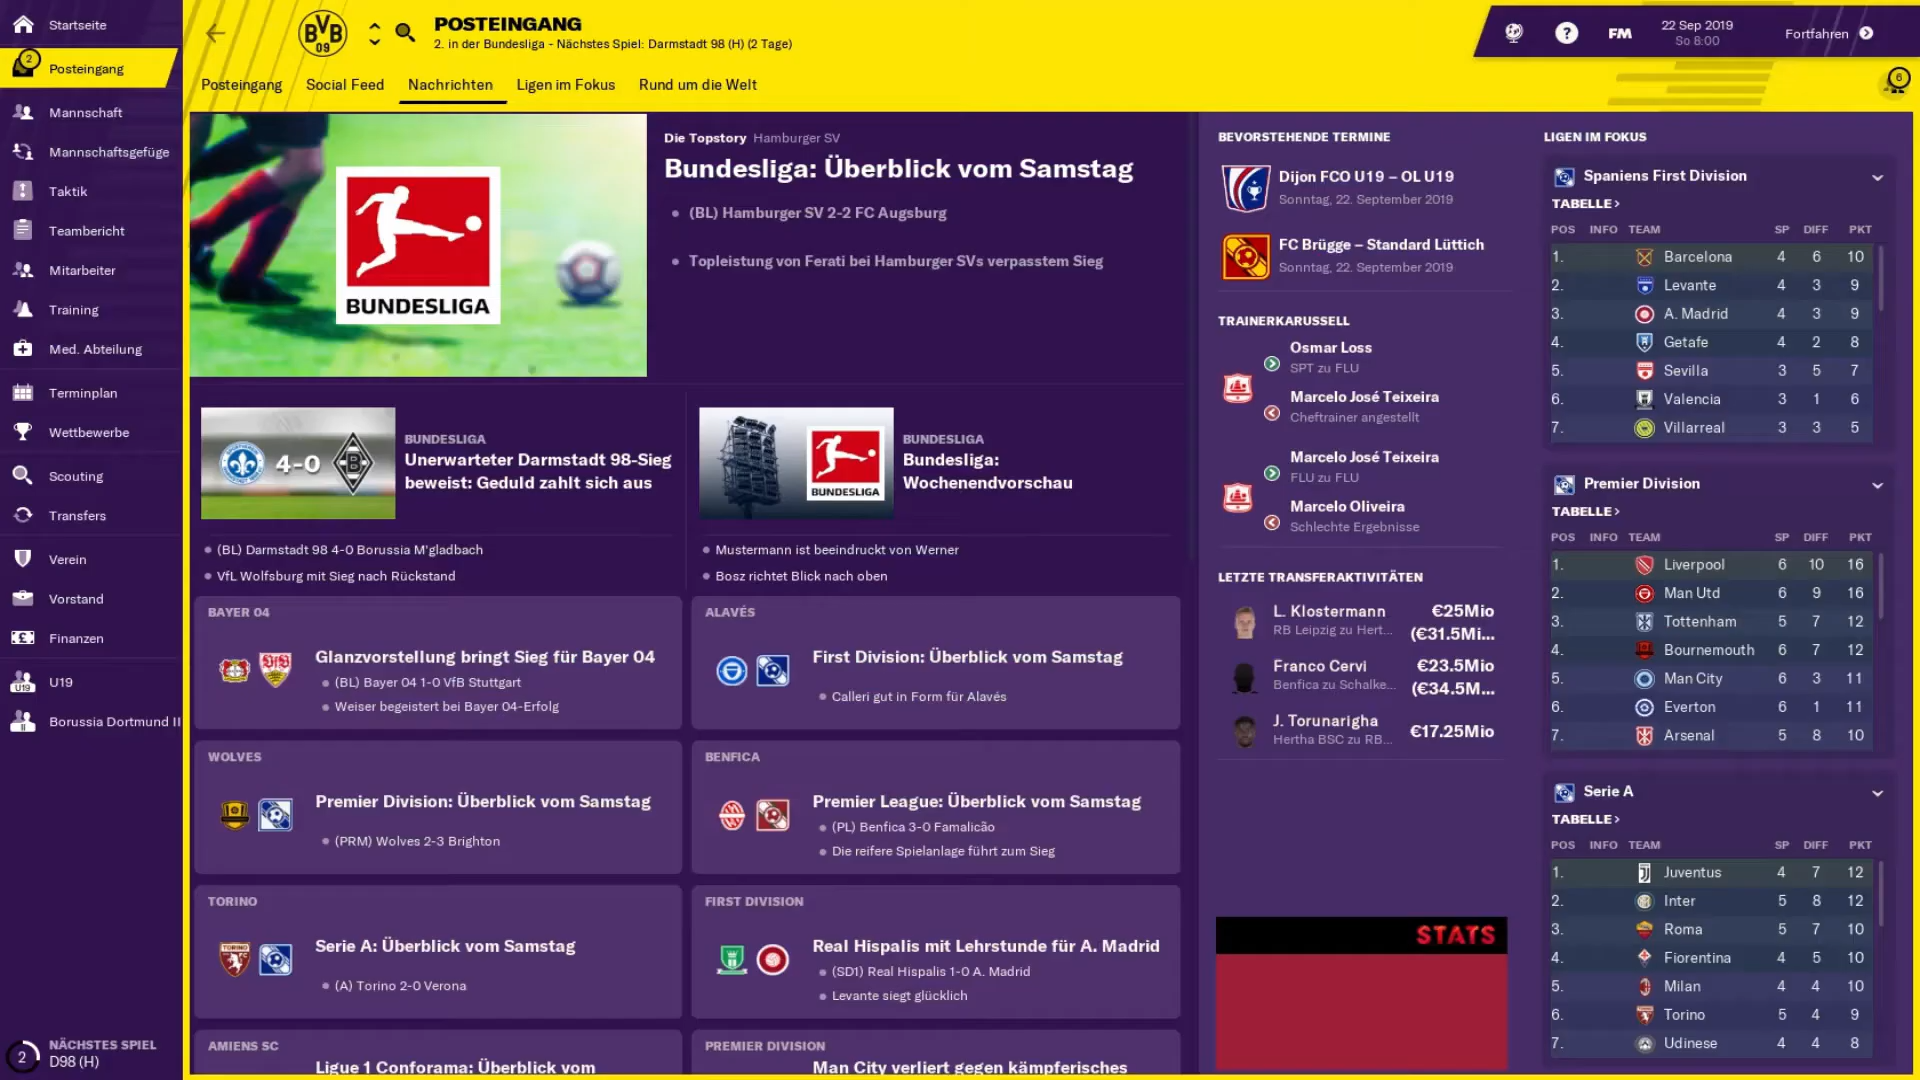 Startseite
2
Posteingang
Mannschaft
Mannschaftsgefüge
Taktik
Teambericht
Mitarbeiter
Training
Med. Abteilung
Terminplan
Wettbewerbe
Scouting
Transfers
Verein
Vorstand
Finanzen
U19
U19
Borussia Dortmund II
2
NÄCHSTES SPIEL
D98 (H)
BVB
09
POSTEINGANG
2. in der Bundesliga - Nächstes Spiel: Darmstadt 98 (H) (2 Tage)
?
FM
22 Sep 2019
So 8:00
Fortfahren
6
Posteingang
Social Feed
Nachrichten
Ligen im Fokus
Rund um die Welt
BUNDESLIGA
Die Topstory Hamburger SV
Bundesliga: Überblick vom Samstag
(BL) Hamburger SV 2-2 FC Augsburg
Topleistung von Ferati bei Hamburger SVs verpasstem Sieg
4-0
BUNDESLIGA
Unerwarteter Darmstadt 98-Sieg
beweist: Geduld zahlt sich aus
(BL) Darmstadt 98 4-0 Borussia M'gladbach
VfL Wolfsburg mit Sieg nach Rückstand
BUNDESLIGA
BUNDESLIGA
Bundesliga:
Wochenendvorschau
Mustermann ist beeindruckt von Werner
Bosz richtet Blick nach oben
BAYER 04
Glanzvorstellung bringt Sieg für Bayer 04
(BL) Bayer 04 1-0 VfB Stuttgart
Weiser begeistert bei Bayer 04-Erfolg
ALAVÉS
First Division: Überblick vom Samstag
Calleri gut in Form für Alavés
WOLVES
Premier Division: Überblick vom Samstag
(PRM) Wolves 2-3 Brighton
BENFICA
Premier League: Überblick vom Samstag
(PL) Benfica 3-0 Famalicão
Die reifere Spielanlage führt zum Sieg
TORINO
Serie A: Überblick vom Samstag
(A) Torino 2-0 Verona
FIRST DIVISION
Real Hispalis mit Lehrstunde für A. Madrid
(SD1) Real Hispalis 1-0 A. Madrid
Levante siegt glücklich
AMIENS SC
Ligue 1 Conforama: Überblick vom
PREMIER DIVISION
Man City verliert gegen kämpferisches
BEVORSTEHENDE TERMINE
Dijon FCO U19 – OL U19
Sonntag, 22. September 2019
FC Brügge – Standard Lüttich
Sonntag, 22. September 2019
TRAINERKARUSSELL
Osmar Loss
SPT zu FLU
Marcelo José Teixeira
Cheftrainer angestellt
Marcelo José Teixeira
FLU zu FLU
Marcelo Oliveira
Schlechte Ergebnisse
LETZTE TRANSFERAKTIVITÄTEN
L. Klostermann €25Mio
RB Leipzig zu Hert... (€31.5Mi...
Franco Cervi €23.5Mio
Benfica zu Schalke... (€34.5M...
J. Torunarigha
Hertha BSC zu RB... €17.25Mio
STATS
LIGEN IM FOKUS
Spaniens First Division
TABELLE >
POS INFO TEAM SP DIFF PKT
1. Barcelona 4 6 10
2. Levante 4 3 9
3. A. Madrid 4 3 9
4. Getafe 4 2 8
5. Sevilla 3 5 7
6. Valencia 3 1 6
7. Villarreal 3 3 5
Premier Division
TABELLE >
POS INFO TEAM SP DIFF PKT
1. Liverpool 6 10 16
2. Man Utd 6 9 16
3. Tottenham 5 7 12
4. Bournemouth 6 7 12
5. Man City 6 3 11
6. Everton 6 1 11
7. Arsenal 5 8 10
Serie A
TABELLE >
POS INFO TEAM SP DIFF PKT
1. Juventus 4 7 12
2. Inter 5 8 12
3. Roma 5 7 10
4. Fiorentina 4 5 10
5. Milan 4 4 10
6. Torino 5 4 9
7. Udinese 4 4 8